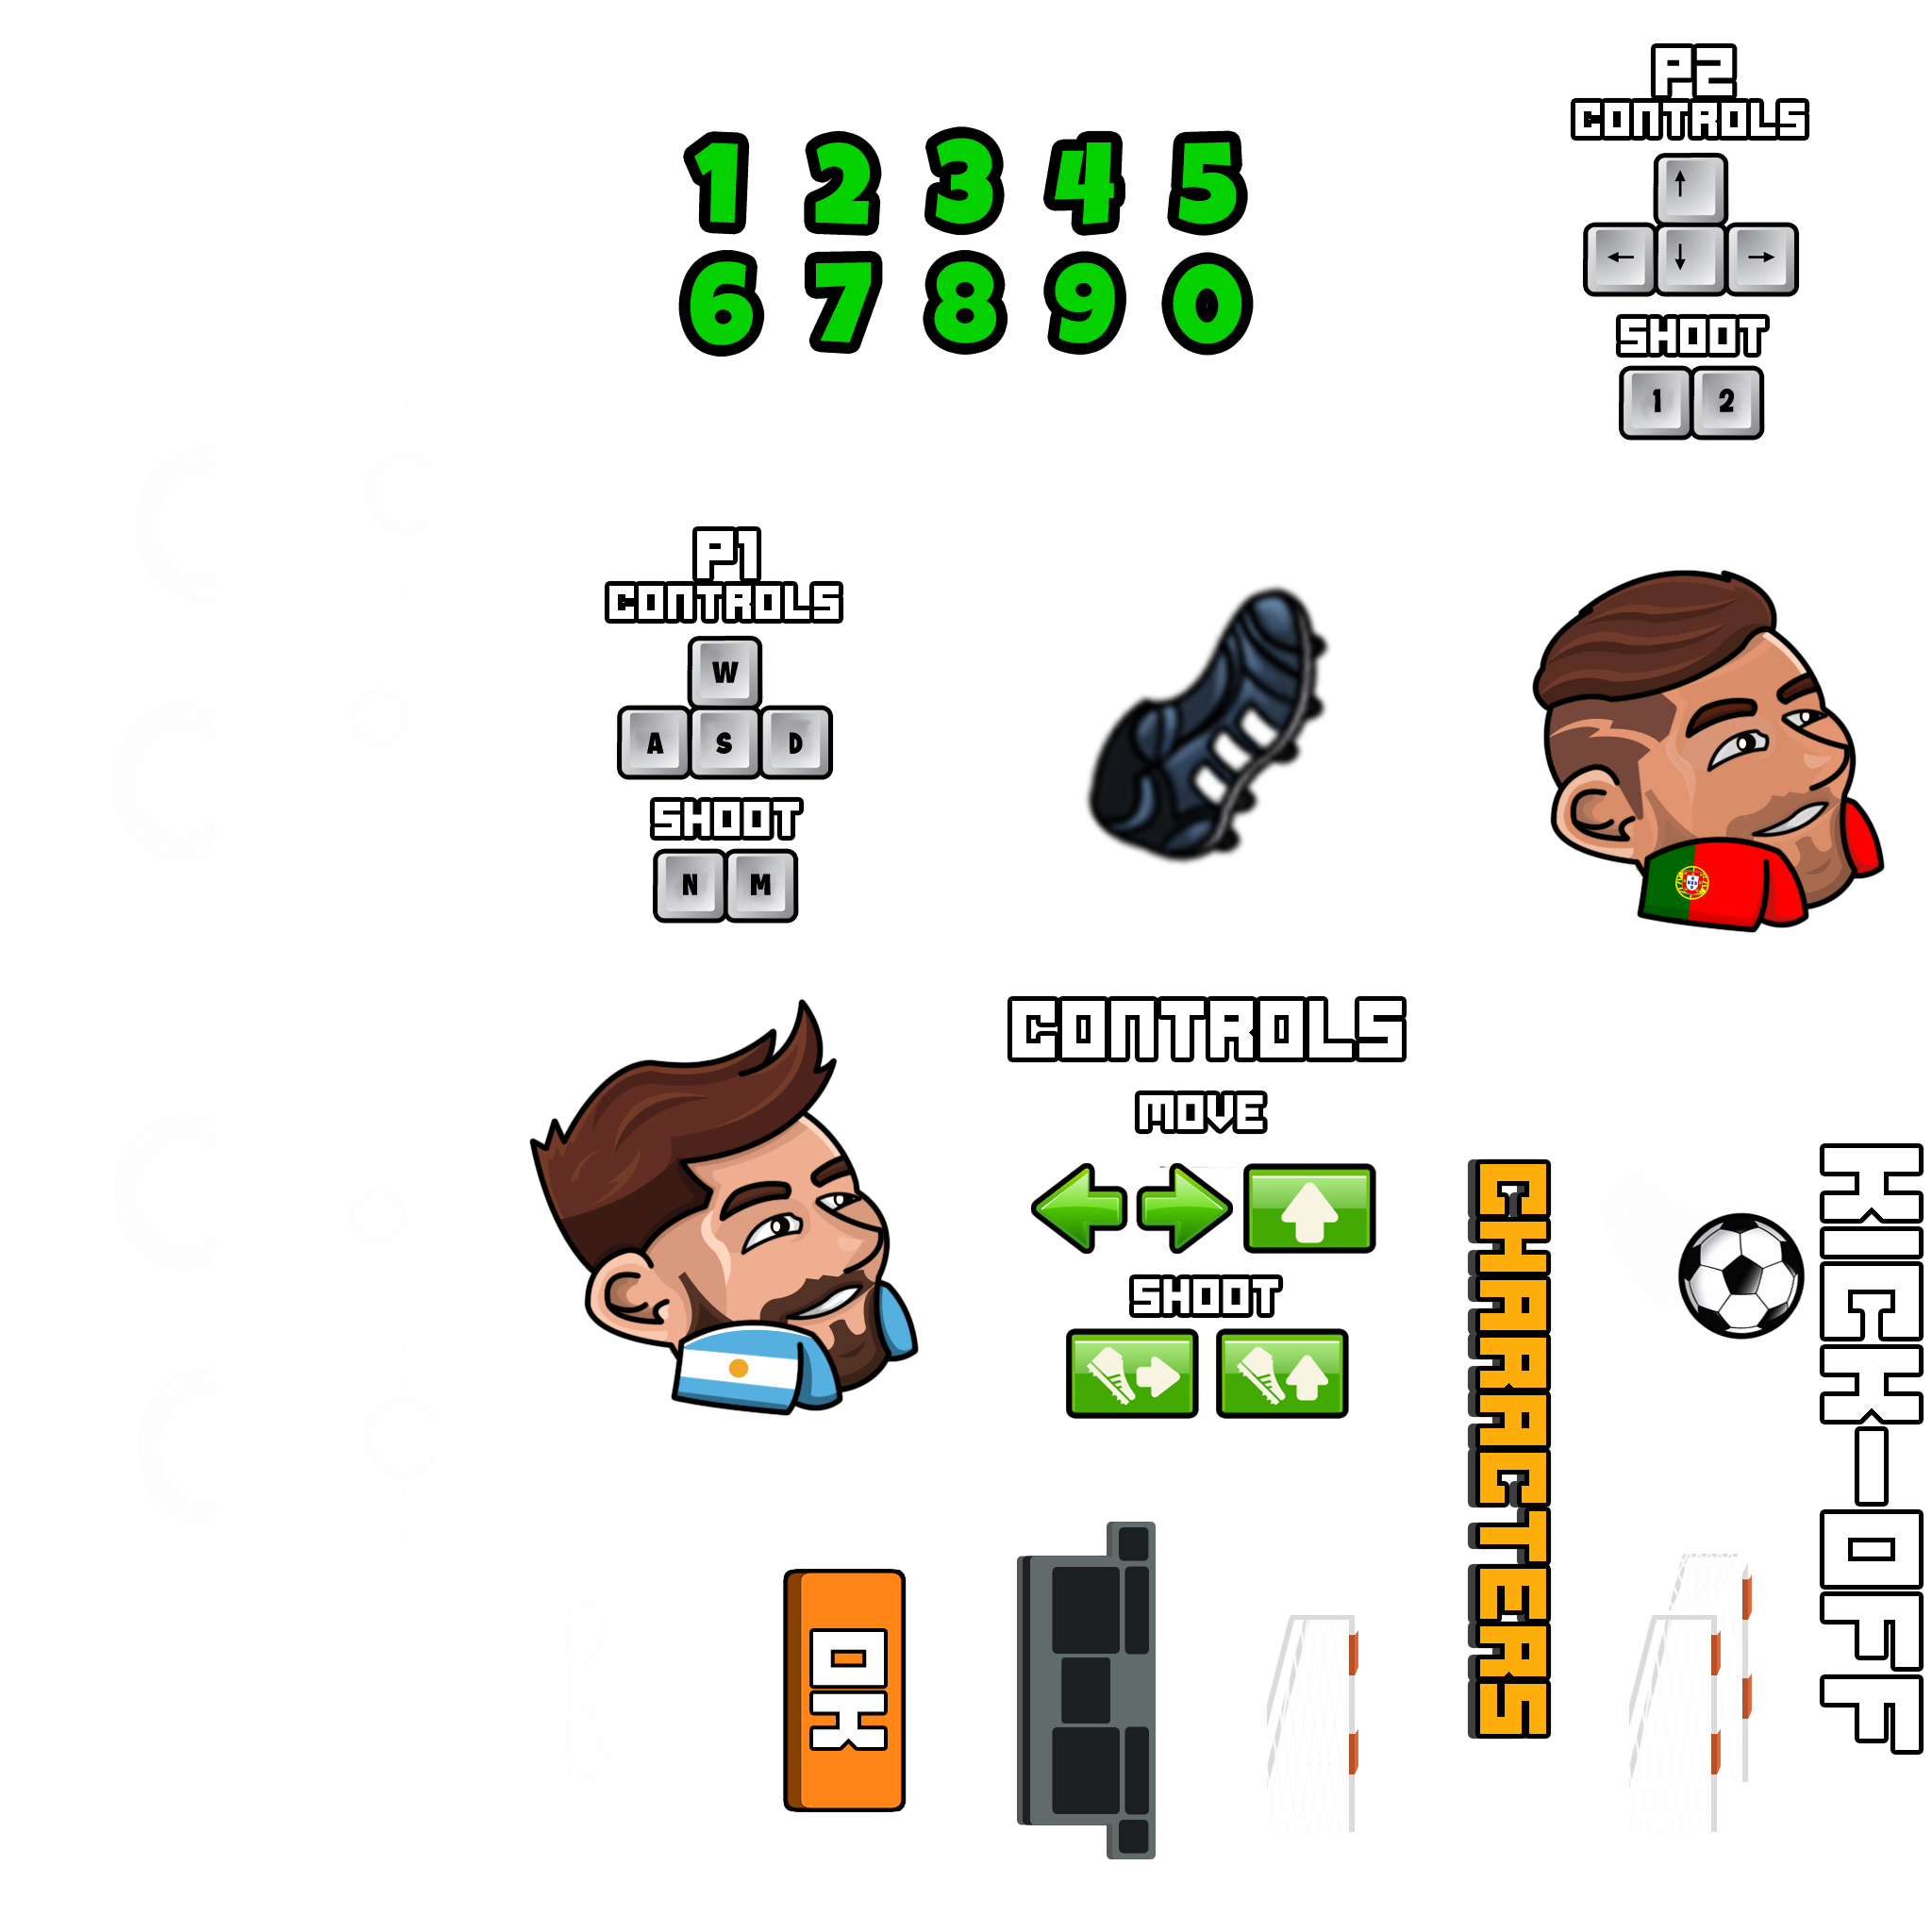 1 2 3 4 5
6 7 8 9 0
P2
CONTROLS
↑
← ↓ →
SHOOT
1 2
P1
CONTROLS
W
A S D
SHOOT
N M
CONTROLS
MOVE
SHOOT
CHARACTERS
KICK-OFF
OK